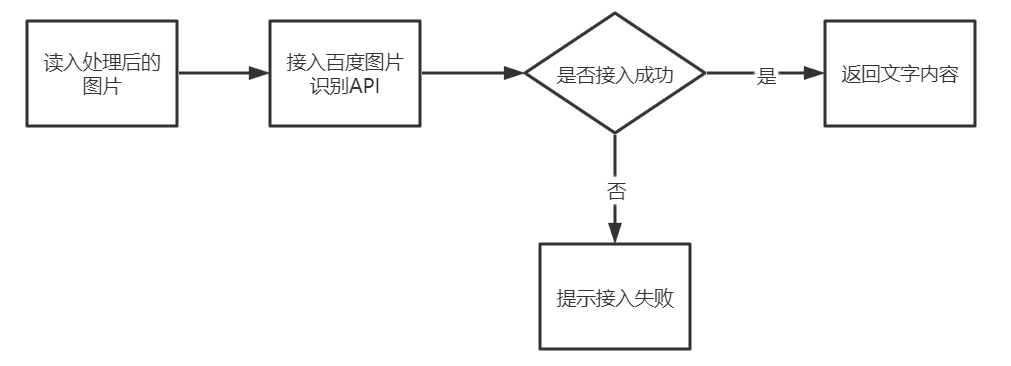 读入处理后的
图片
接入百度图片
识别API
是否接入成功
是
返回文字内容
否
提示接入失败